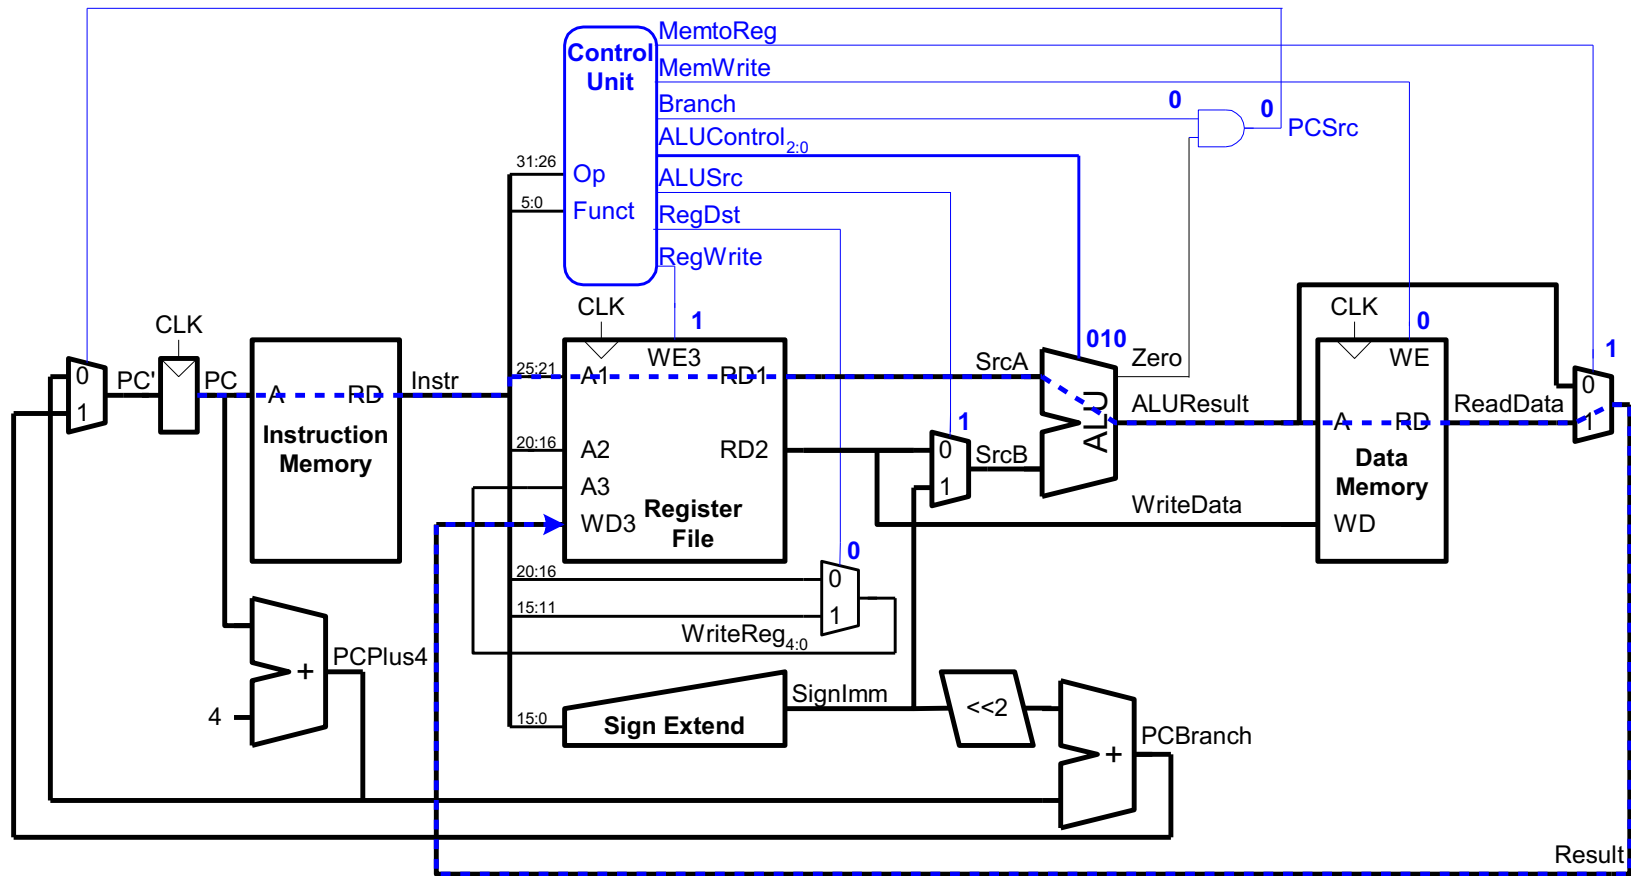 MemtoReg
Control
Unit
MemWrite
Branch
0
0
PCSrc
ALUControl2:0
31:26
Op
ALUSrc
5:0
Funct
RegDst
RegWrite
CLK
CLK
CLK
1
010
0
1
WE3
SrcA
Zero
WE
0
1
PC'
PC
A
RD
Instr
25:21
A1
RD1
ALU
ALUResult
A
RD
ReadData
0
1
Instruction
Memory
20:16
A2
RD2
1
0
1
SrcB
Data
Memory
A3
WD3
Register
File
WriteData
WD
0
20:16
0
15:11
1
WriteReg4:0
PCPlus4
+
4
SignImm
<<2
15:0
Sign Extend
PCBranch
+
Result